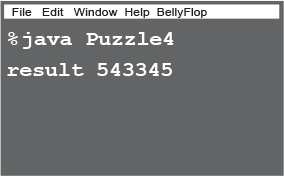 File Edit Window Help BellyFlop
%java Puzzle4
result 543345